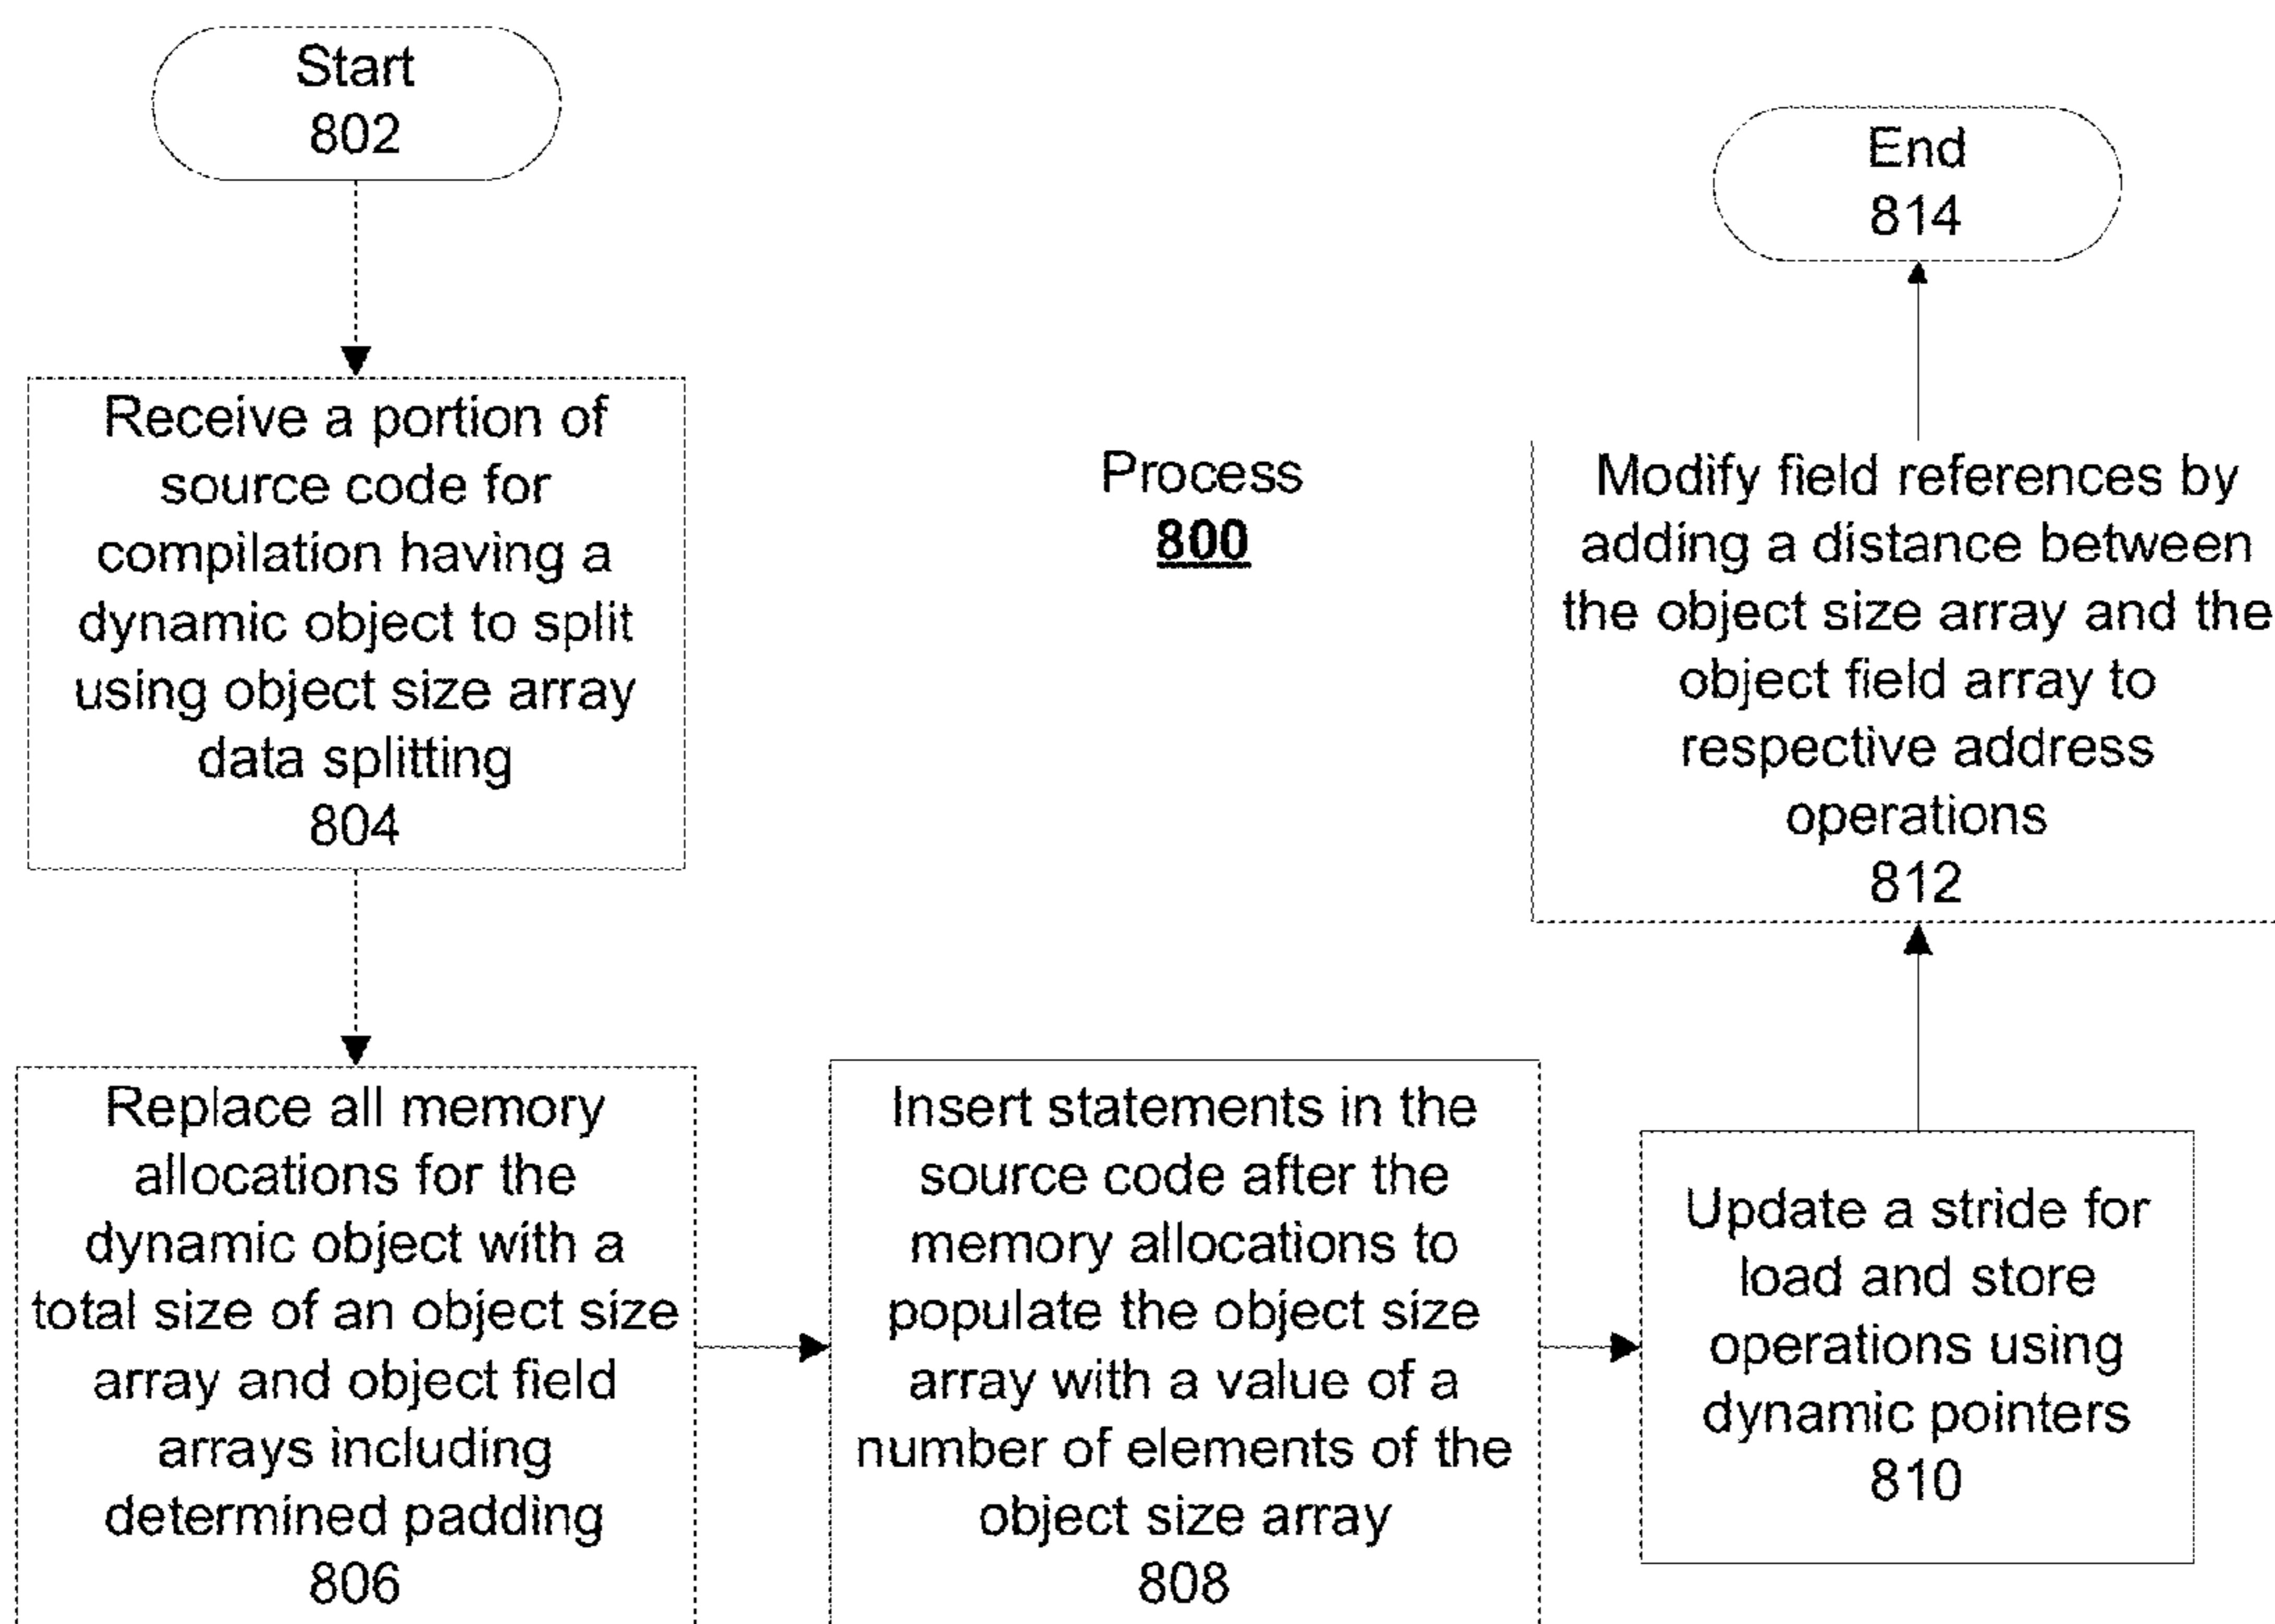 Start
802
Receive a portion of
source code for
compilation having a
dynamic object to split
using object size array
data splitting
804
Replace all memory
allocations for the
dynamic object with a
total size of an object size
array and object field
arrays including
determined padding
806
Insert statements in the
source code after the
memory allocations to
populate the object size
array with a value of a
number of elements of the
object size array
808
Update a stride for
load and store
operations using
dynamic pointers
810
Modify field references by
adding a distance between
the object size array and the
object field array to
respective address
operations
812
End
814
Process
800